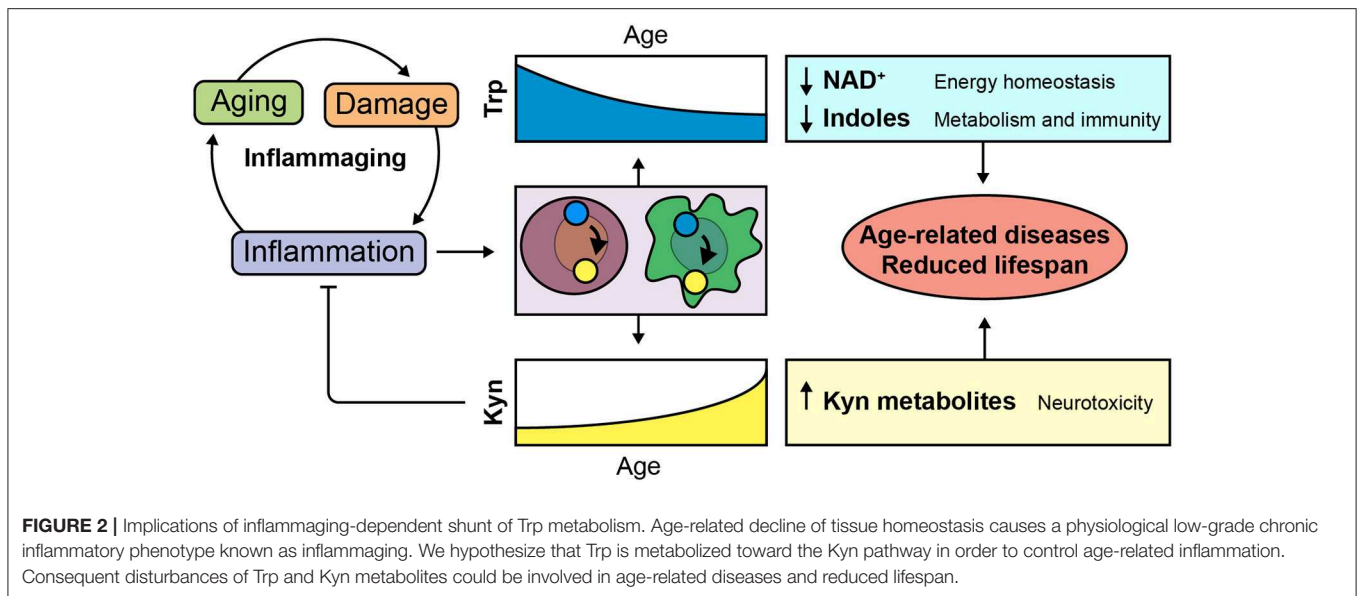 Aging
Damage
Inflammaging
Inflammation
Age
Trp
Kyn
Age
↓ NAD⁺ Energy homeostasis
↓ Indoles Metabolism and immunity
Age-related diseases
Reduced lifespan
↑ Kyn metabolites Neurotoxicity
FIGURE 2 | Implications of inflammaging-dependent shunt of Trp metabolism. Age-related decline of tissue homeostasis causes a physiological low-grade chronic
inflammatory phenotype known as inflammaging. We hypothesize that Trp is metabolized toward the Kyn pathway in order to control age-related inflammation.
Consequent disturbances of Trp and Kyn metabolites could be involved in age-related diseases and reduced lifespan.